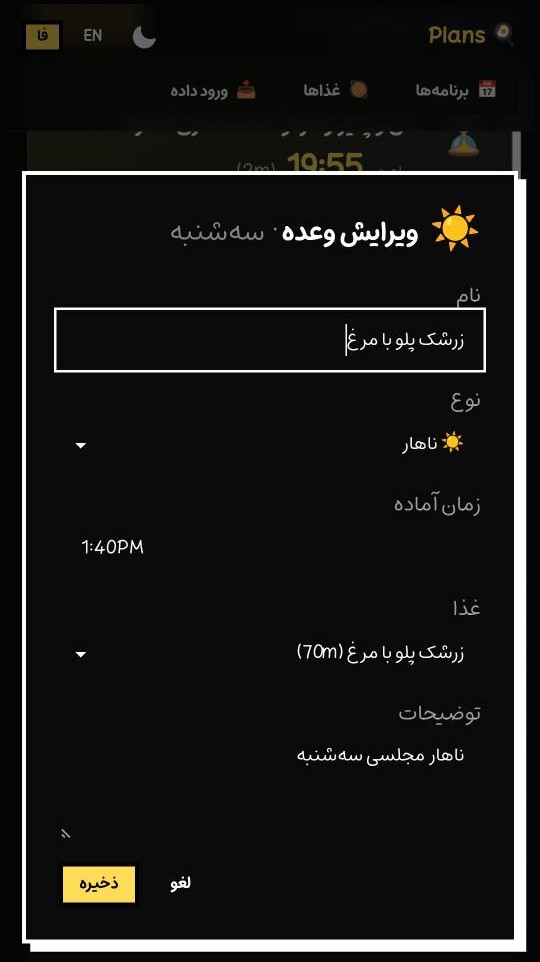 Plans EN فا
برنامه‌ها غذاها ورود داده
19:55 (2m)
ویرایش وعده · سه‌شنبه
نام
زرشک پلو با مرغ
نوع
ناهار
زمان آماده
1:40PM
غذا
زرشک پلو با مرغ (70m)
توضیحات
ناهار مجلسی سه‌شنبه
لغو ذخیره